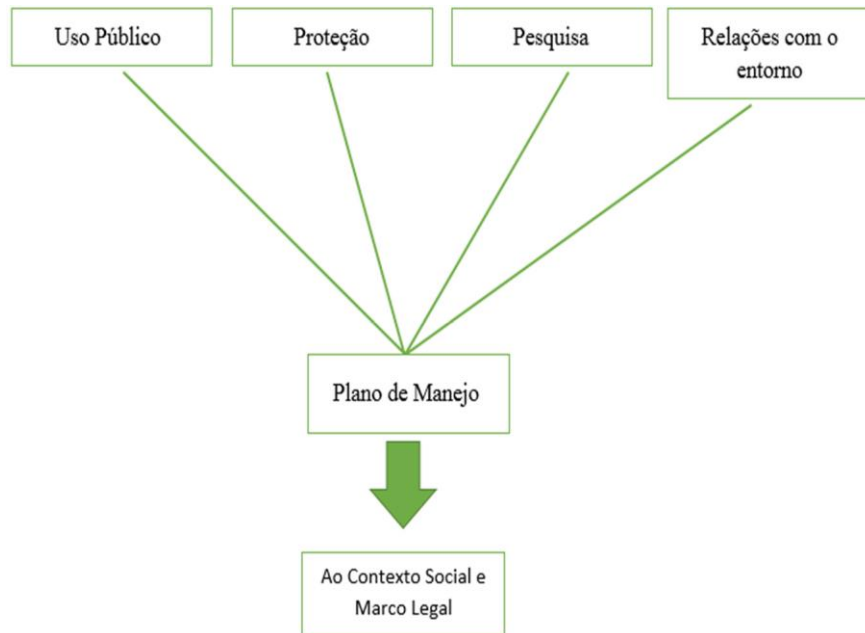 Uso Público
Proteção
Pesquisa
Relações com o
entorno
Plano de Manejo
Ao Contexto Social e
Marco Legal